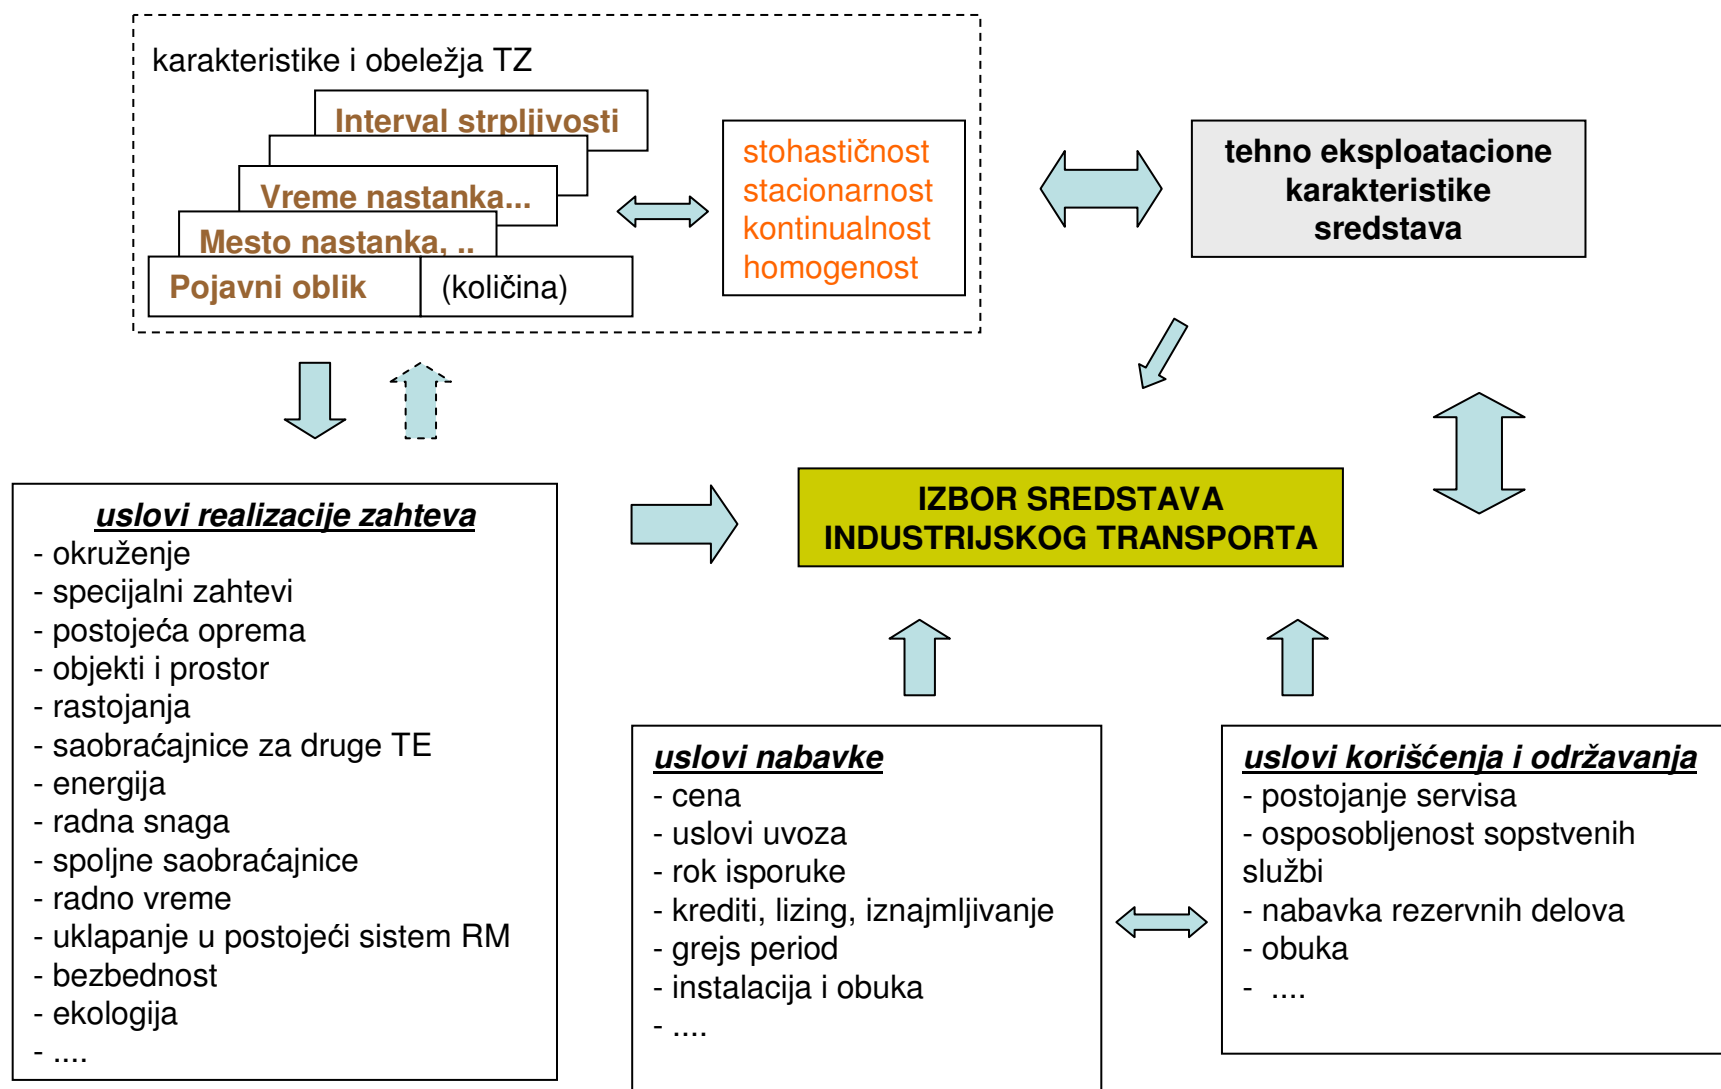 karakteristike i obeležja TZ
Interval strpljivosti
Vreme nastanka...
Mesto nastanka, ..
Pojavni oblik
(količina)
stohastičnost
stacionarnost
kontinualnost
homogenost
tehno eksploatacione
karakteristike
sredstava
uslovi realizacije zahteva
- okruženje
- specijalni zahtevi
- postojeća oprema
- objekti i prostor
- rastojanja
- saobraćajnice za druge TE
- energija
- radna snaga
- spoljne saobraćajnice
- radno vreme
- uklapanje u postojeći sistem RM
- bezbednost
- ekologija
- ....
IZBOR SREDSTAVA
INDUSTRIJSKOG TRANSPORTA
uslovi nabavke
- cena
- uslovi uvoza
- rok isporuke
- krediti, lizing, iznajmljivanje
- grejs period
- instalacija i obuka
- ....
uslovi korišćenja i održavanja
- postojanje servisa
- osposobljenost sopstvenih
službi
- nabavka rezervnih delova
- obuka
- ....